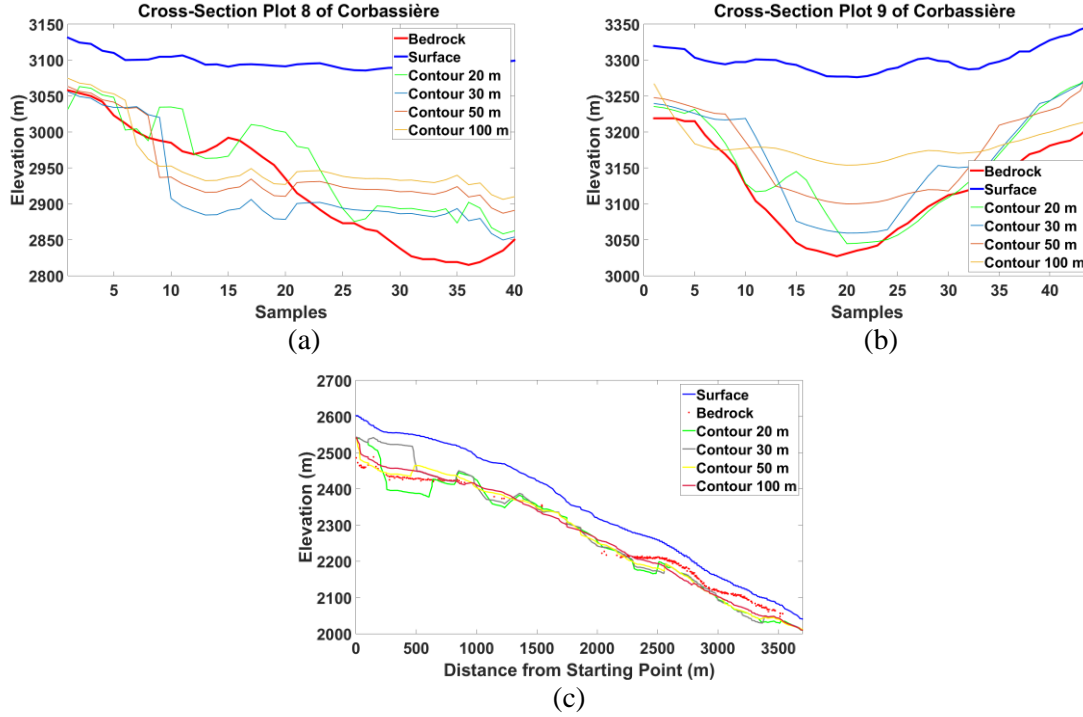 Cross-Section Plot 8 of Corbassière
3150
3100
3050
3000
2950
2900
2850
2800
Elevation (m)
Bedrock
Surface
Contour 20 m
Contour 30 m
Contour 50 m
Contour 100 m
5 10 15 20 25 30 35 40
Samples
(a)
Cross-Section Plot 9 of Corbassière
3350
3300
3250
3200
3150
3100
3050
3000
Elevation (m)
Bedrock
Surface
Contour 20 m
Contour 30 m
Contour 50 m
Contour 100 m
0 5 10 15 20 25 30 35 40
Samples
(b)
2700
2600
2500
2400
2300
2200
2100
2000
Elevation (m)
Surface
Bedrock
Contour 20 m
Contour 30 m
Contour 50 m
Contour 100 m
0 500 1000 1500 2000 2500 3000 3500
Distance from Starting Point (m)
(c)